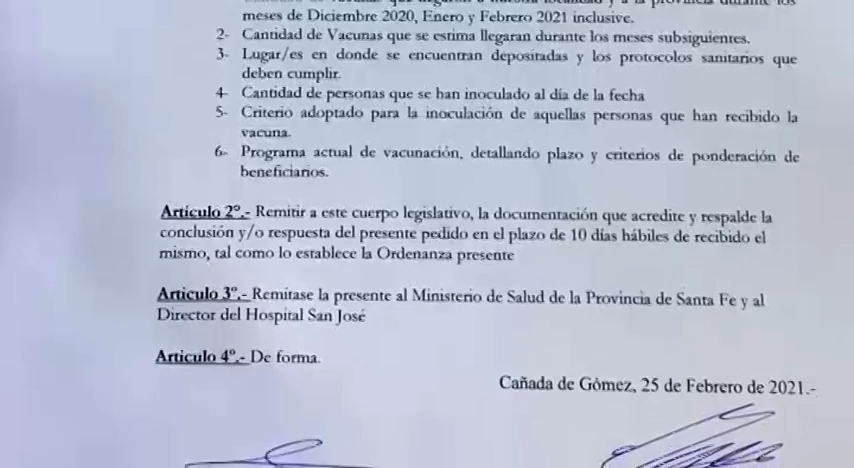 meses de Diciembre 2020, Enero y Febrero 2021 inclusive.
2- Cantidad de Vacunas que se estima llegaran durante los meses subsiguientes.
3- Lugar/es en donde se encuentran depositadas y los protocolos sanitarios que
deben cumplir.
4- Cantidad de personas que se han inoculado al día de la fecha
5- Criterio adoptado para la inoculación de aquellas personas que han recibido la
vacuna.
6- Programa actual de vacunación, detallando plazo y criterios de ponderación de
beneficiarios.
Artículo 2º.- Remitir a este cuerpo legislativo, la documentación que acredite y respalde la
conclusión y/o respuesta del presente pedido en el plazo de 10 días hábiles de recibido el
mismo, tal como lo establece la Ordenanza presente
Articulo 3º.- Remitase la presente al Ministerio de Salud de la Provincia de Santa Fe y al
Director del Hospital San José
Articulo 4º.- De forma.
Cañada de Gómez, 25 de Febrero de 2021.-